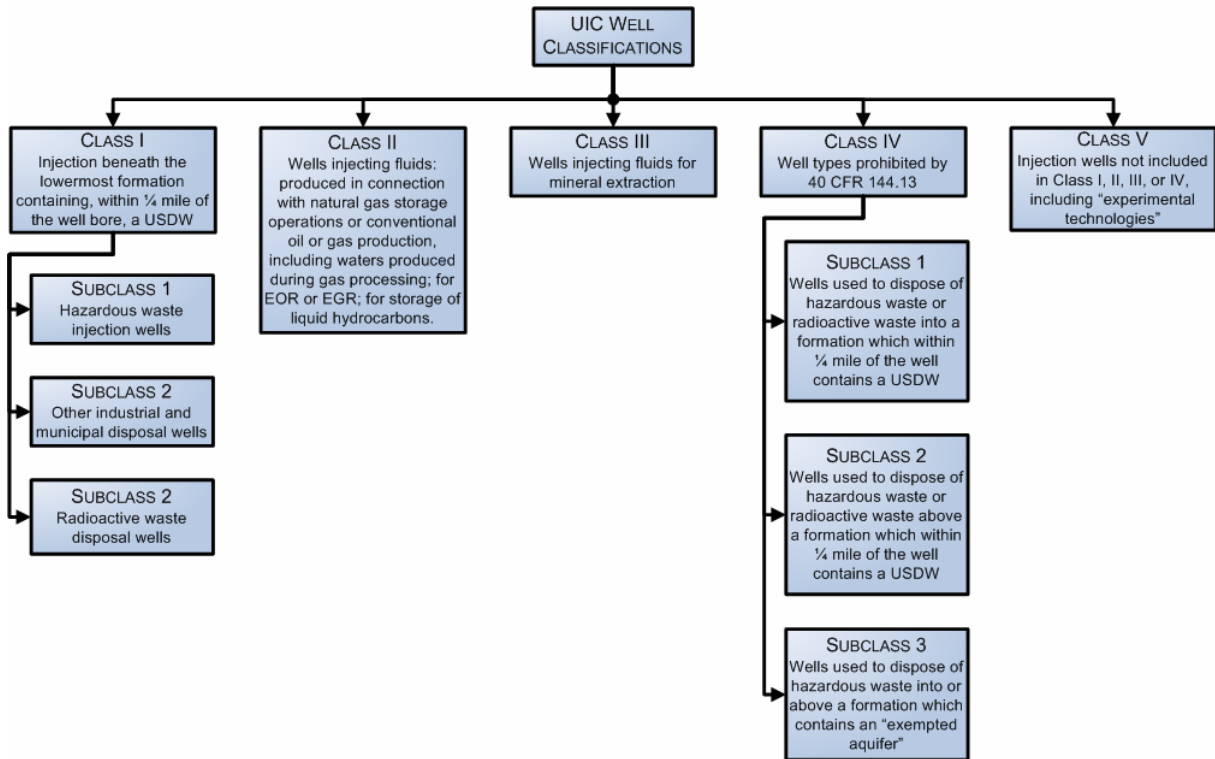 UIC WELL
CLASSIFICATIONS
CLASS I
Injection beneath the
lowermost formation
containing, within ¼ mile
of the well bore, a USDW
SUBCLASS 1
Hazardous waste
injection wells
SUBCLASS 2
Other industrial and
municipal disposal wells
SUBCLASS 2
Radioactive waste
disposal wells
CLASS II
Wells injecting fluids:
produced in connection
with natural gas storage
operations or conventional
oil or gas production,
including waters produced
during gas processing; for
EOR or EGR; for storage of
liquid hydrocarbons.
CLASS III
Wells injecting fluids for
mineral extraction
CLASS IV
Well types prohibited by
40 CFR 144.13
SUBCLASS 1
Wells used to dispose of
hazardous waste or
radioactive waste into a
formation which within
¼ mile of the well
contains a USDW
SUBCLASS 2
Wells used to dispose of
hazardous waste or
radioactive waste above
a formation which within
¼ mile of the well
contains a USDW
SUBCLASS 3
Wells used to dispose of
hazardous waste into or
above a formation which
contains an “exempted
aquifer”
CLASS V
Injection wells not included
in Class I, II, III, or IV,
including “experimental
technologies”